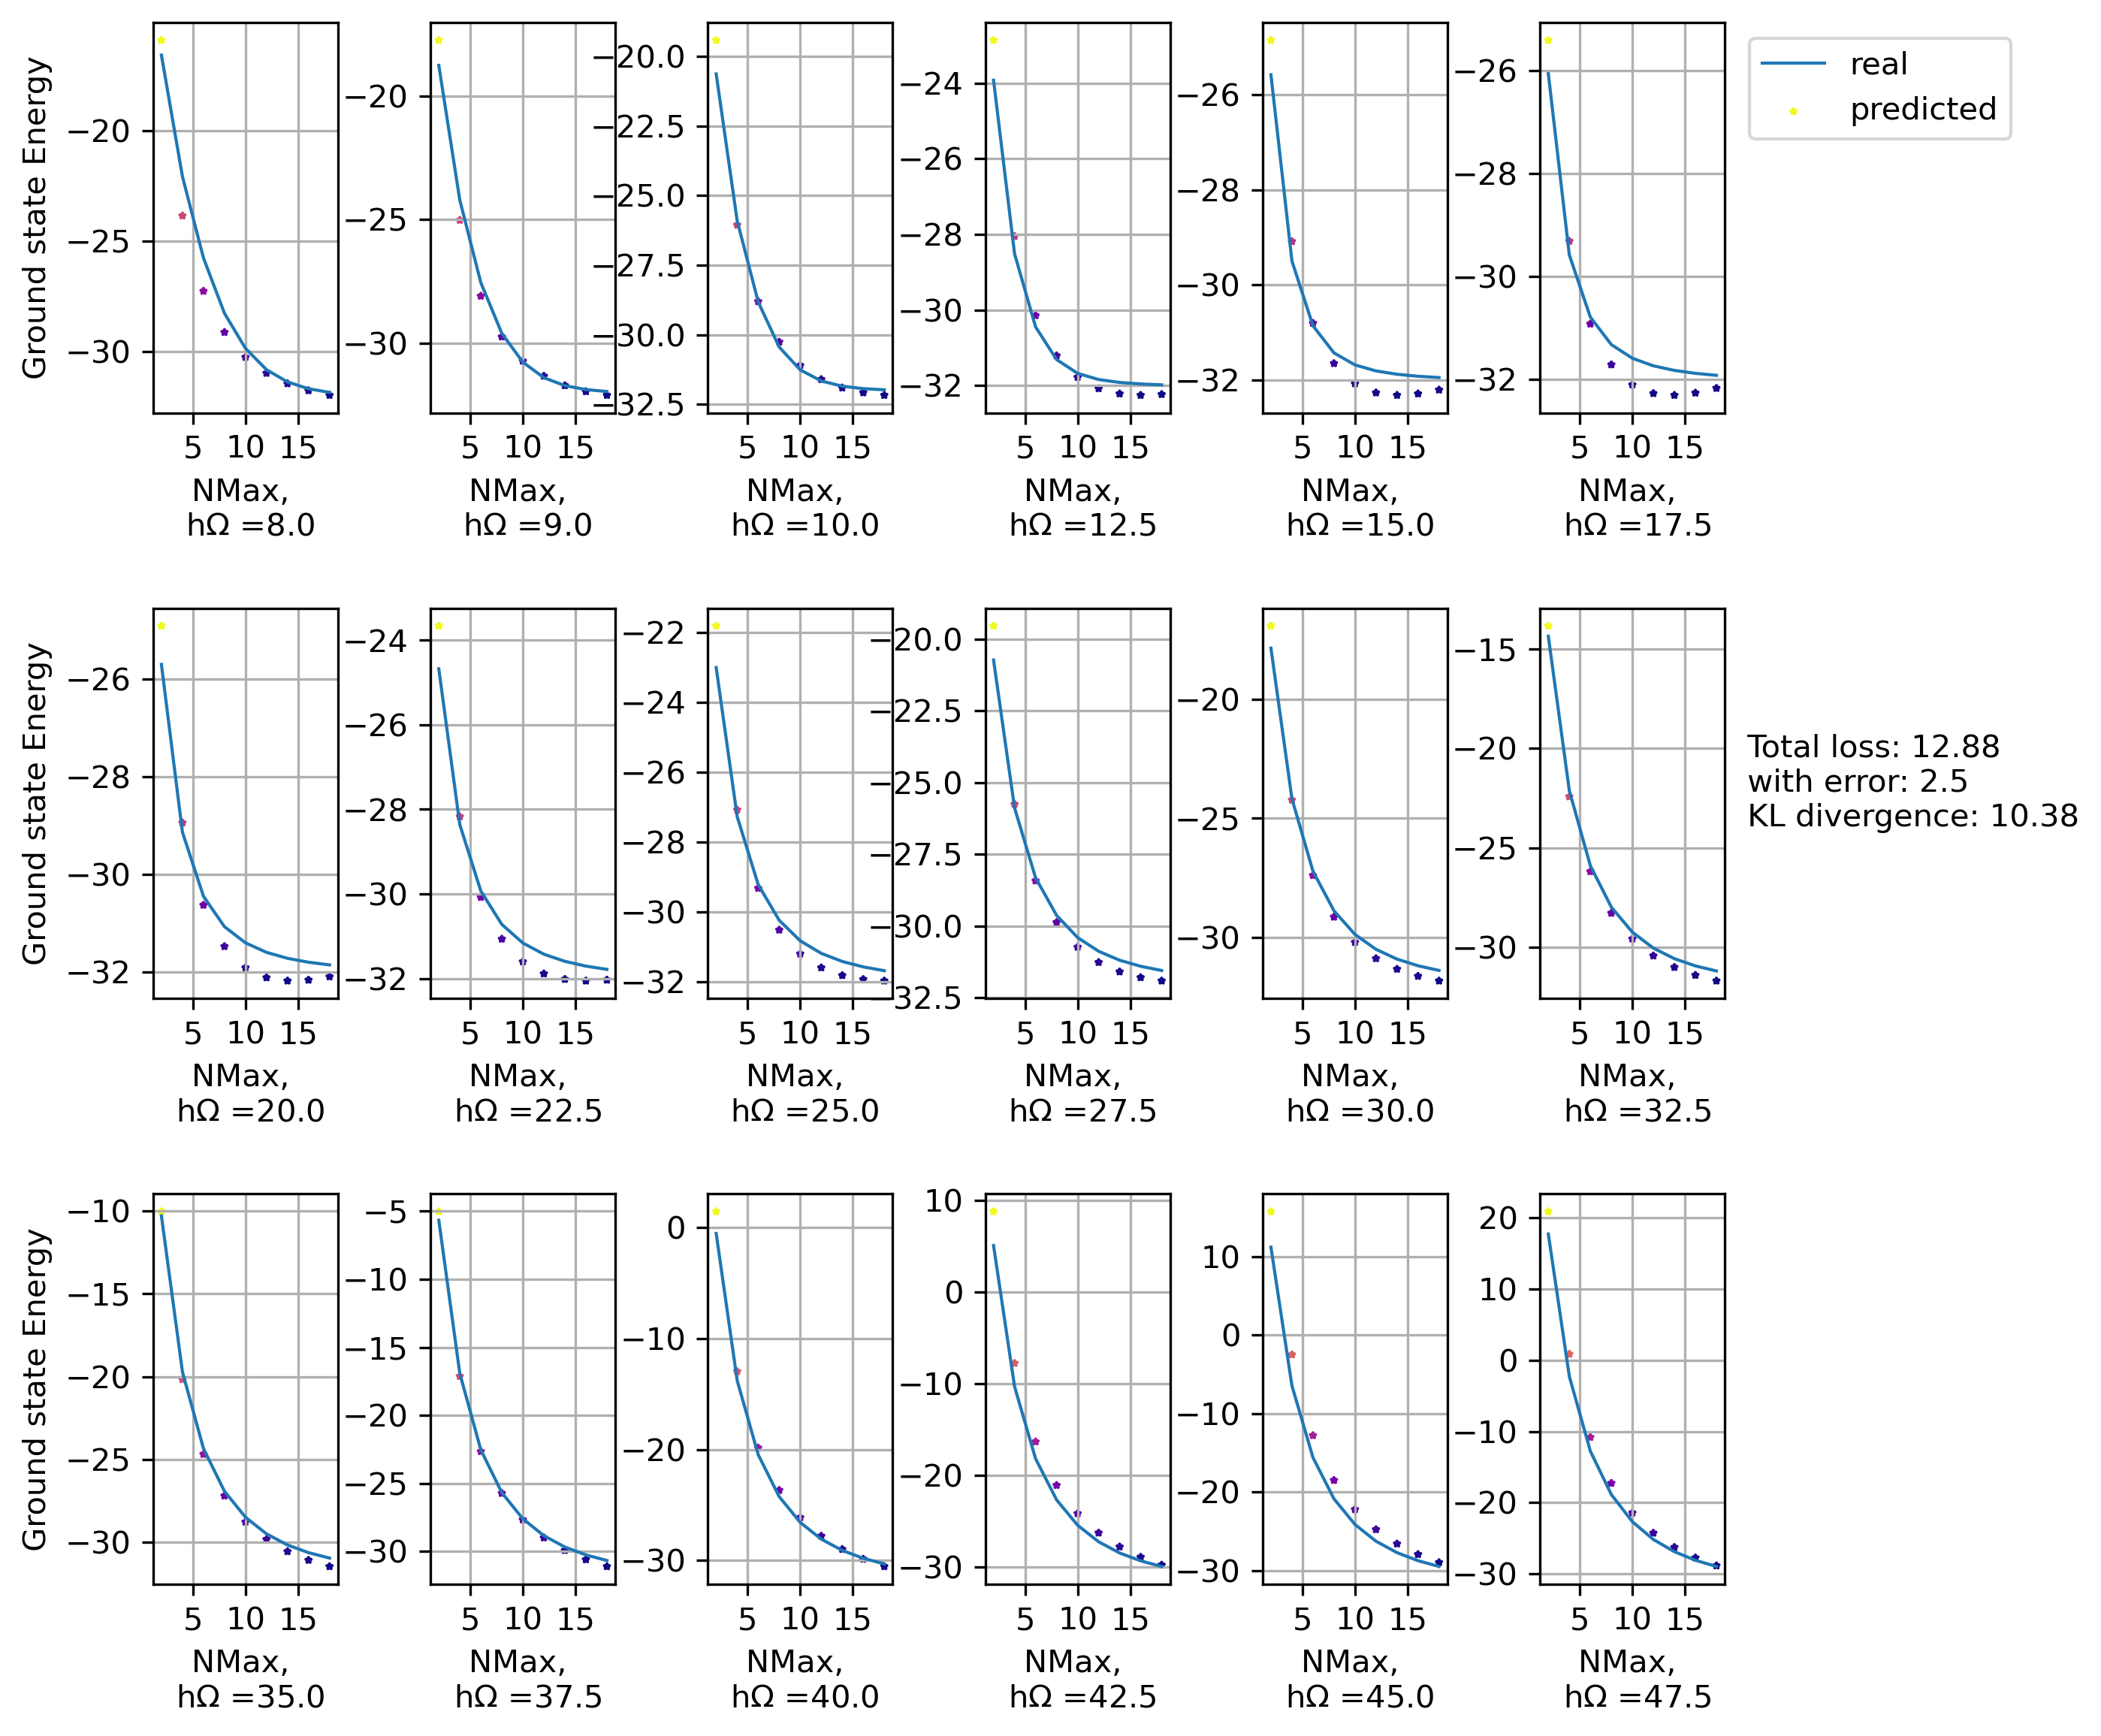 Ground state Energy
−20
−25
−30
5 10 15
NMax,
hΩ =8.0
−20
−25
−30
5 10 15
NMax,
hΩ =9.0
−20.0
−22.5
−25.0
−27.5
−30.0
−32.5
5 10 15
NMax,
hΩ =10.0
−24
−26
−28
−30
−32
5 10 15
NMax,
hΩ =12.5
−26
−28
−30
−32
5 10 15
NMax,
hΩ =15.0
−26
−28
−30
−32
5 10 15
NMax,
hΩ =17.5
real
predicted
Ground state Energy
−26
−28
−30
−32
5 10 15
NMax,
hΩ =20.0
−24
−26
−28
−30
−32
5 10 15
NMax,
hΩ =22.5
−22
−24
−26
−28
−30
−32
5 10 15
NMax,
hΩ =25.0
−20.0
−22.5
−25.0
−27.5
−30.0
−32.5
5 10 15
NMax,
hΩ =27.5
−20
−25
−30
5 10 15
NMax,
hΩ =30.0
−15
−20
−25
−30
5 10 15
NMax,
hΩ =32.5
Total loss: 12.88
with error: 2.5
KL divergence: 10.38
Ground state Energy
−10
−15
−20
−25
−30
5 10 15
NMax,
hΩ =35.0
−5
−10
−15
−20
−25
−30
5 10 15
NMax,
hΩ =37.5
0
−10
−20
−30
5 10 15
NMax,
hΩ =40.0
10
0
−10
−20
−30
5 10 15
NMax,
hΩ =42.5
10
0
−10
−20
−30
5 10 15
NMax,
hΩ =45.0
20
10
0
−10
−20
−30
5 10 15
NMax,
hΩ =47.5